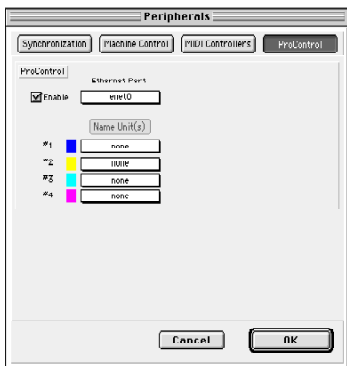 Peripherals
Synchronization Machine Control MIDI Controllers ProControl
ProControl
Ethernet Port
Enable enet0
Name Unit(s)
#1 none
#2 none
#3 none
#4 none
Cancel OK